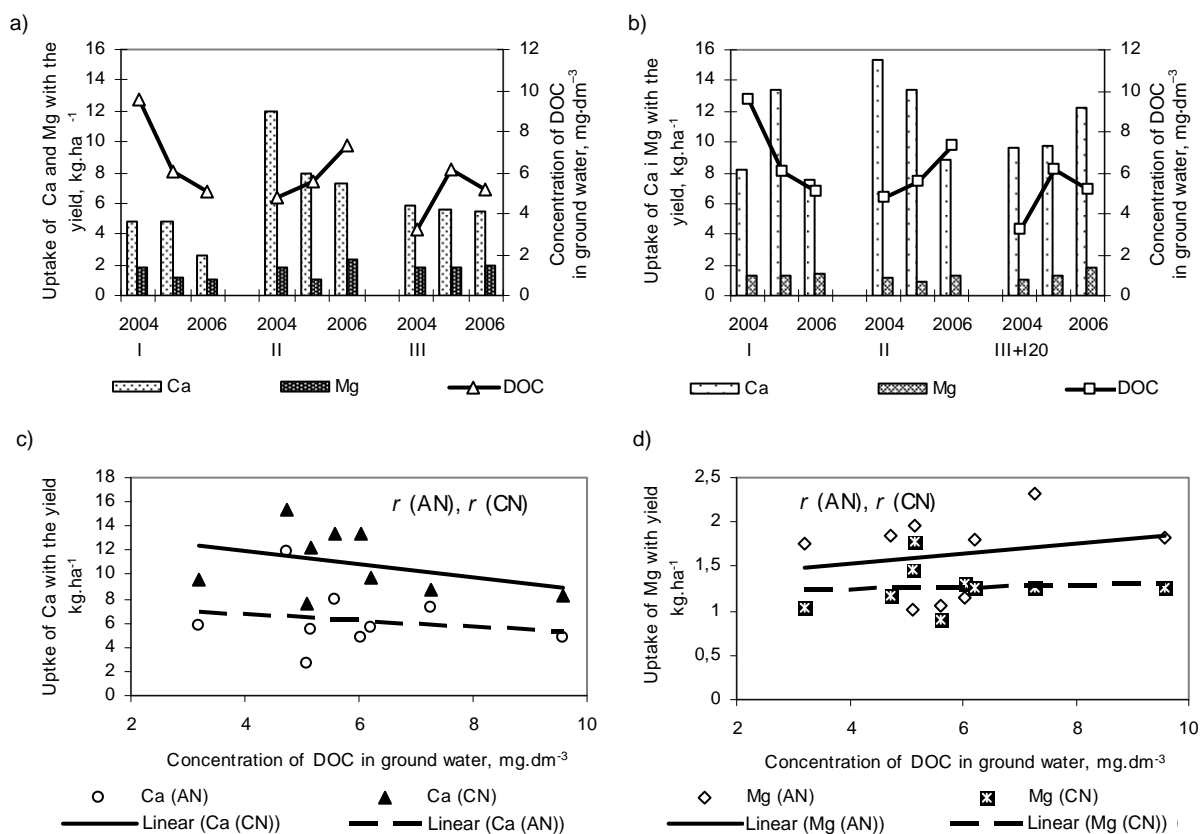 a)
Uptake of Ca and Mg with the
yield, kg.ha -1
16
14
12
10
8
6
4
2
0
12
10
8
6
4
2
0
Concentration of DOC
in ground water, mg·dm−3
2004 2006 2004 2006 2004 2006
I II III
Ca Mg DOC
b)
Uptake of Ca i Mg with the
yield, kg.ha-1
16
14
12
10
8
6
4
2
0
12
10
8
6
4
2
0
Concentration of DOC
in ground water, mg·dm−3
2004 2006 2004 2006 2004 2006
I II III+I20
Ca Mg DOC
c)
Uptke of Ca with the yield
kg.ha-1
18
16
14
12
10
8
6
4
2
0
r (AN), r (CN)
2 4 6 8 10
Concentration of DOC in ground water, mg.dm-3
Ca (AN) Ca (CN)
Linear (Ca (CN)) Linear (Ca (AN))
d)
Uptake of Mg with yield
kg.ha-1
2,5
2
1,5
1
0,5
0
r (AN), r (CN)
2 4 6 8 10
Concentration of DOC in ground water, mg.dm-3
Mg (AN) Mg (CN)
Linear (Mg (AN)) Linear (Mg (CN)) (